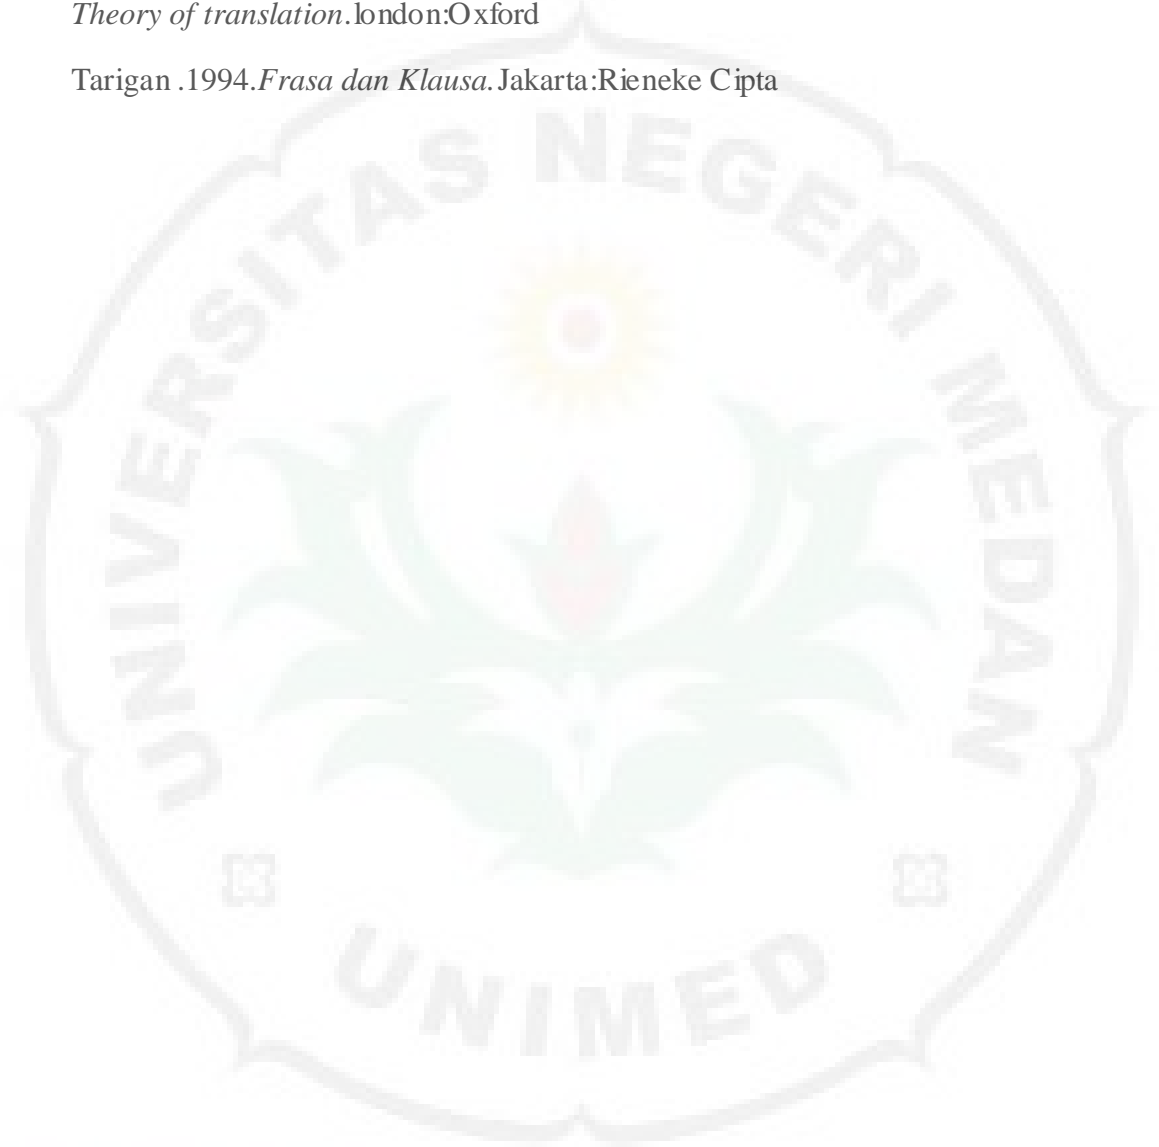 Theory of translation.london:Oxford
Tarigan .1994.Frasa dan Klausa.Jakarta:Rieneke Cipta
UNIVERSITAS NEGERI MEDAN
UNIMED